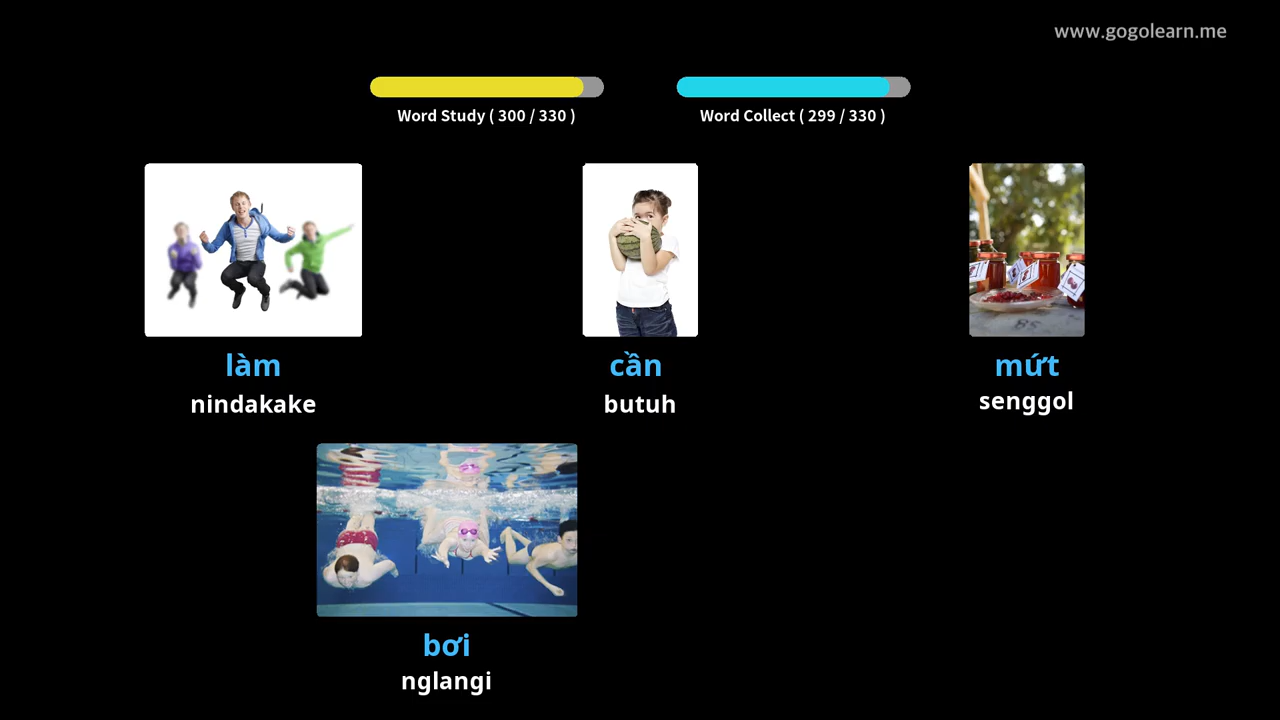 www.gogolearn.me
Word Study ( 300 / 330 )
Word Collect ( 299 / 330 )
làm
nindakake
cần
butuh
mứt
senggol
bơi
nglangi